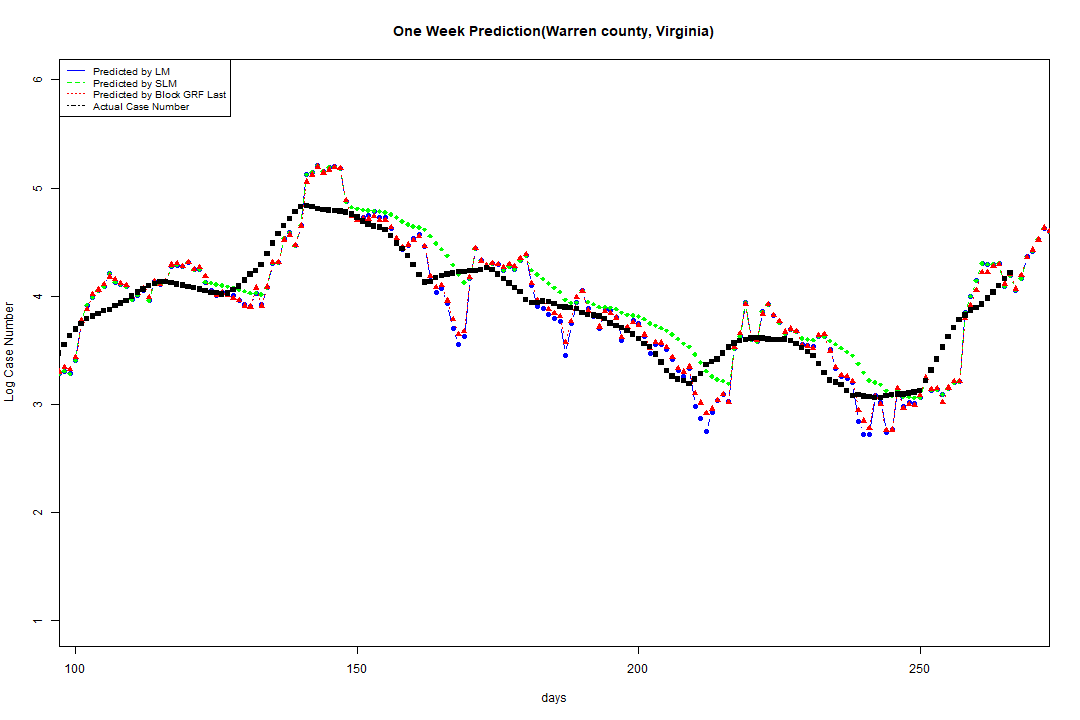 One Week Prediction(Warren county, Virginia)
Predicted by LM
Predicted by SLM
Predicted by Block GRF Last
Actual Case Number
Log Case Number
6
5
4
3
2
1
100 150 200 250
days